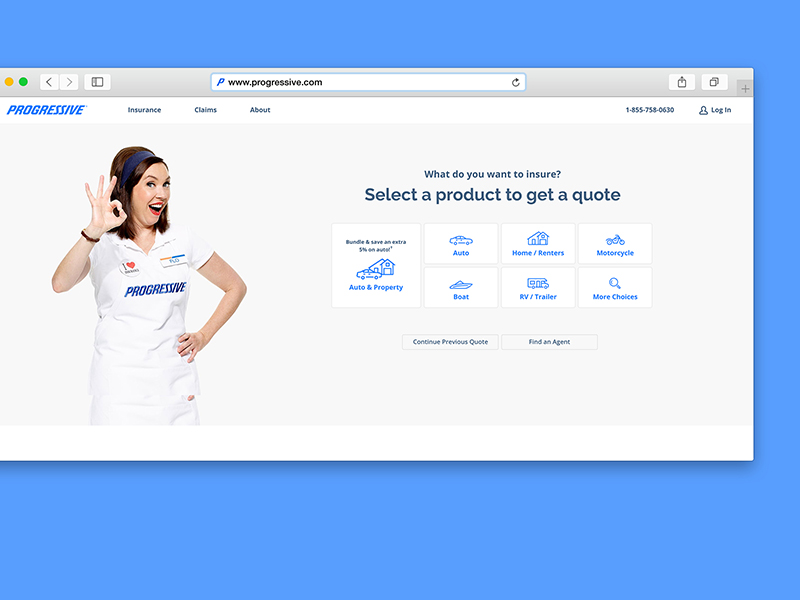 P www.progressive.com
PROGRESSIVE
Insurance
Claims
About
1-855-758-0630
Log In
What do you want to insure?
Select a product to get a quote
Bundle & save an extra
5% on auto!
Auto & Property
Auto
Home / Renters
Motorcycle
Boat
RV / Trailer
More Choices
Continue Previous Quote
Find an Agent
FLO
I
PROGRESSIVE